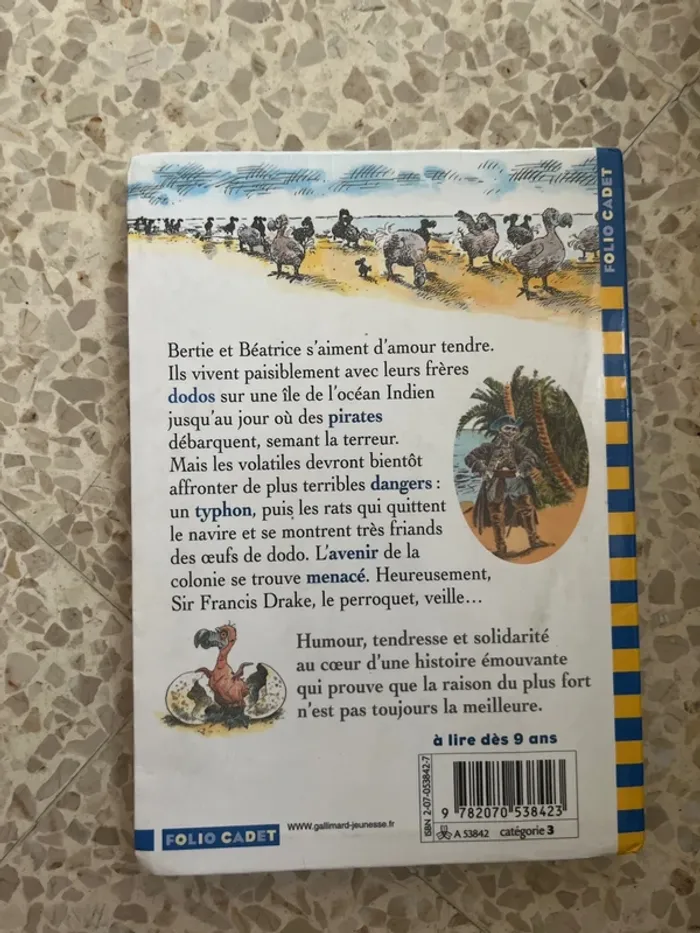 FOLIO CADET
Bertie et Béatrice s'aiment d'amour tendre.
Ils vivent paisiblement avec leurs frères
dodos sur une île de l'océan Indien
jusqu'au jour où des pirates
débarquent, semant la terreur.
Mais les volatiles devront bientôt
affronter de plus terribles dangers :
un typhon, puis les rats qui quittent
le navire et se montrent très friands
des œufs de dodo. L'avenir de la
colonie se trouve menacé. Heureusement,
Sir Francis Drake, le perroquet, veille...
Humour, tendresse et solidarité
au cœur d'une histoire émouvante
qui prouve que la raison du plus fort
n'est pas toujours la meilleure.
à lire dès 9 ans
ISBN 2-07-053842-7
9 782070 538423
A 53842 catégorie 3
FOLIO CADET
www.gallimard-jeunesse.fr